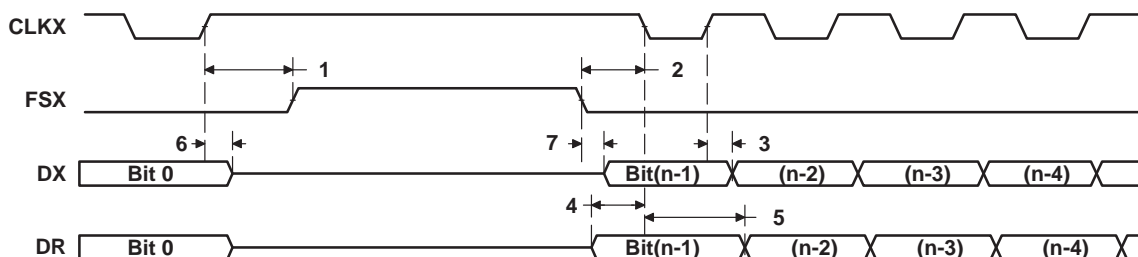 CLKX
1 2
FSX
6 7 3
DX Bit 0 Bit(n-1) (n-2) (n-3) (n-4)
4 5
DR Bit 0 Bit(n-1) (n-2) (n-3) (n-4)